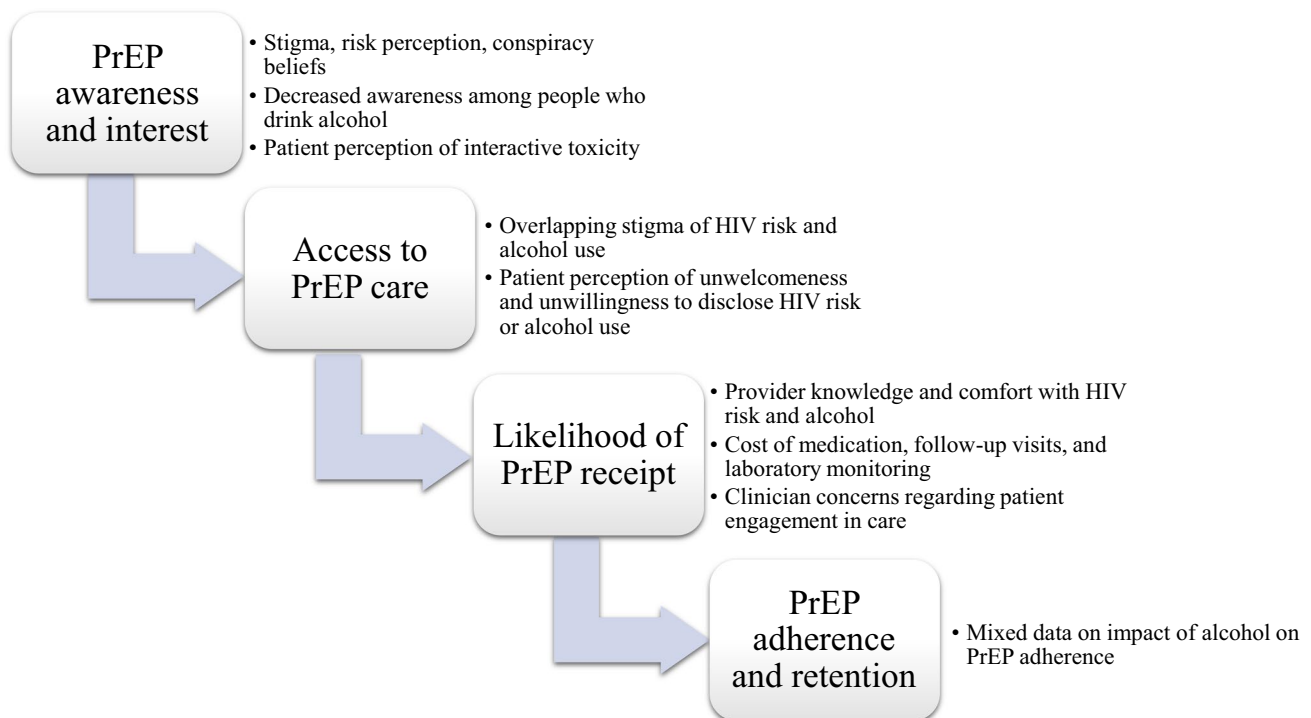 PrEP
awareness
and interest
• Stigma, risk perception, conspiracy
beliefs
• Decreased awareness among people who
drink alcohol
• Patient perception of interactive toxicity
Access to
PrEP care
• Overlapping stigma of HIV risk and
alcohol use
• Patient perception of unwelcomeness
and unwillingness to disclose HIV risk
or alcohol use
Likelihood of
PrEP receipt
• Provider knowledge and comfort with HIV
risk and alcohol
• Cost of medication, follow-up visits, and
laboratory monitoring
• Clinician concerns regarding patient
engagement in care
PrEP
adherence
and retention
• Mixed data on impact of alcohol on
PrEP adherence